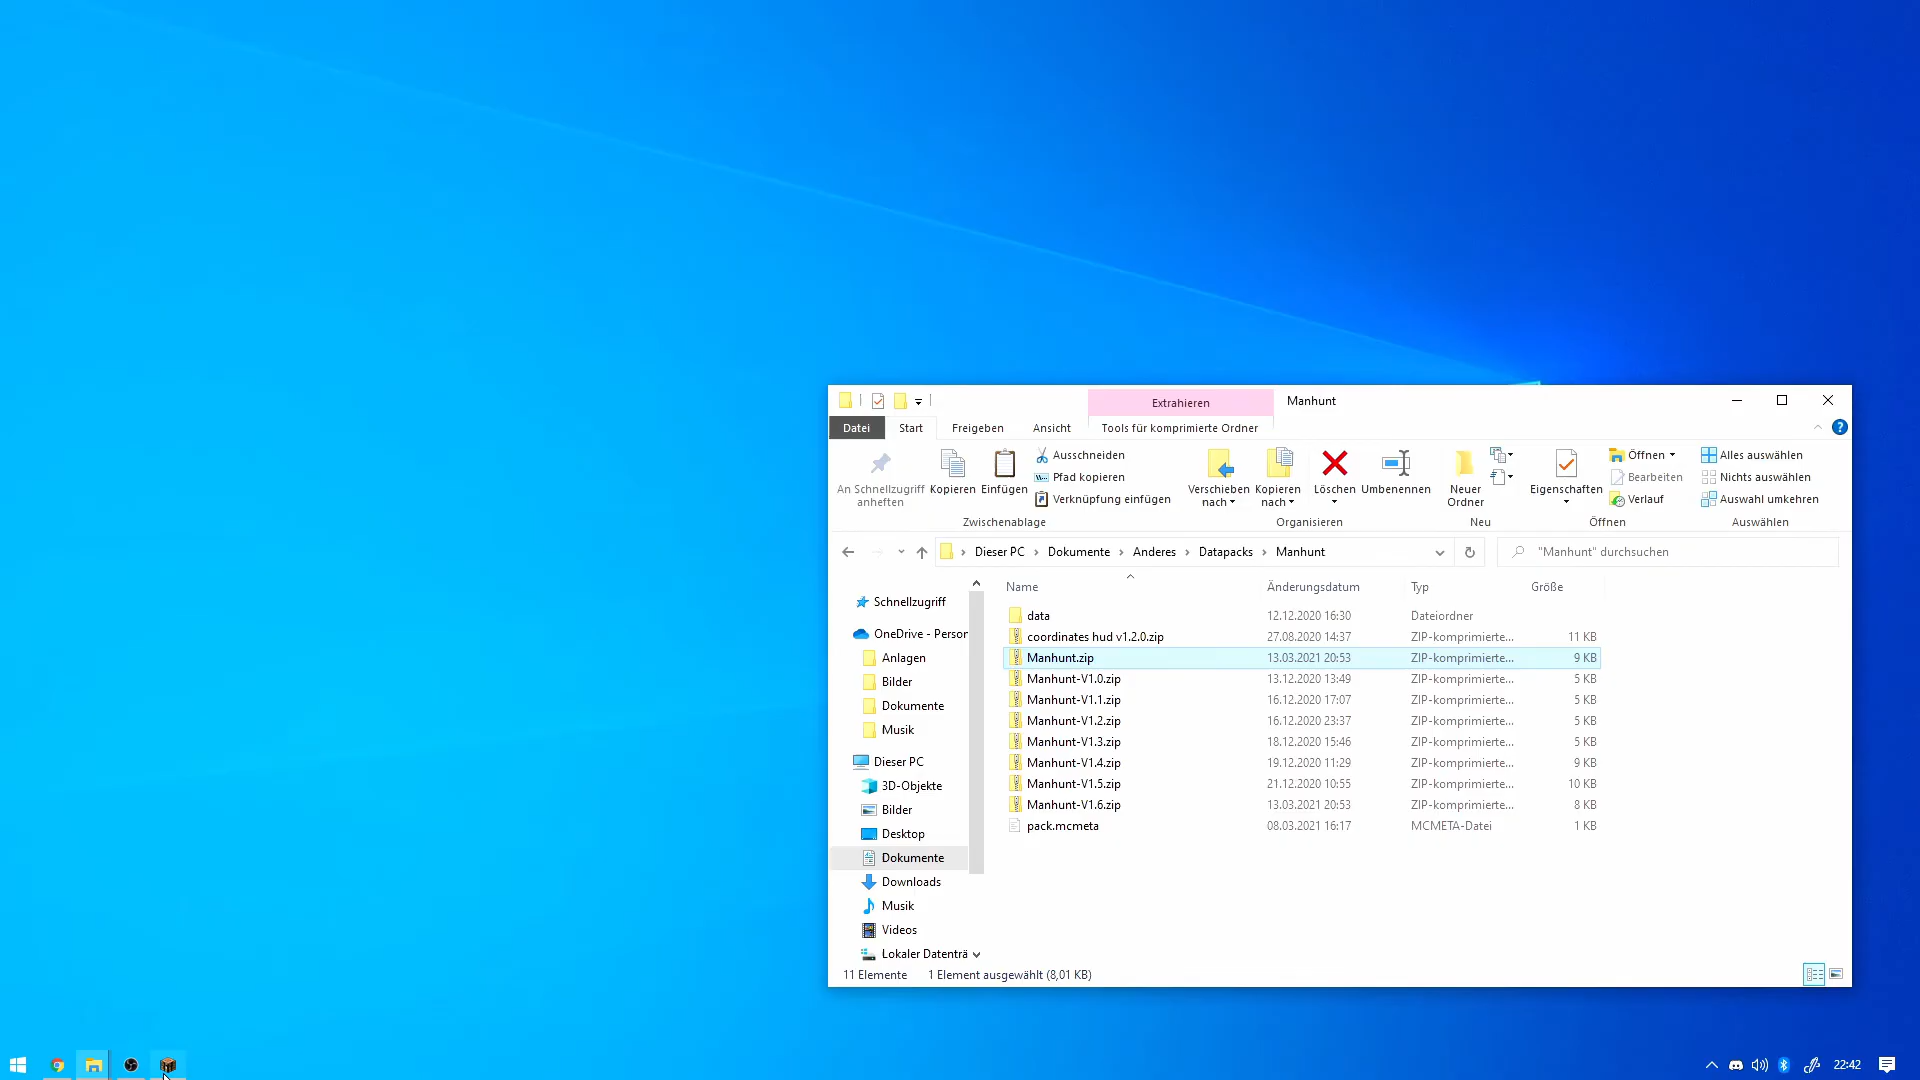 Extrahieren
Manhunt
Datei
Start
Freigeben
Ansicht
Tools für komprimierte Ordner
An Schnellzugriff anheften
Kopieren
Einfügen
Ausschneiden
Pfad kopieren
Verknüpfung einfügen
Zwischenablage
Verschieben nach
Kopieren nach
Löschen
Umbenennen
Organisieren
Neuer Ordner
Neu
Eigenschaften
Öffnen
Bearbeiten
Verlauf
Öffnen
Alles auswählen
Nichts auswählen
Auswahl umkehren
Auswählen
Dieser PC › Dokumente › Anderes › Datapacks › Manhunt
"Manhunt" durchsuchen
Schnellzugriff
OneDrive - Person
Anlagen
Bilder
Dokumente
Musik
Dieser PC
3D-Objekte
Bilder
Desktop
Dokumente
Downloads
Musik
Videos
Lokaler Datenträ
Name Änderungsdatum Typ Größe
data 12.12.2020 16:30 Dateiordner
coordinates hud v1.2.0.zip 27.08.2020 14:37 ZIP-komprimierte... 11 KB
Manhunt.zip 13.03.2021 20:53 ZIP-komprimierte... 9 KB
Manhunt-V1.0.zip 13.12.2020 13:49 ZIP-komprimierte... 5 KB
Manhunt-V1.1.zip 16.12.2020 17:07 ZIP-komprimierte... 5 KB
Manhunt-V1.2.zip 16.12.2020 23:37 ZIP-komprimierte... 5 KB
Manhunt-V1.3.zip 18.12.2020 15:46 ZIP-komprimierte... 5 KB
Manhunt-V1.4.zip 19.12.2020 11:29 ZIP-komprimierte... 9 KB
Manhunt-V1.5.zip 21.12.2020 10:55 ZIP-komprimierte... 10 KB
Manhunt-V1.6.zip 13.03.2021 20:53 ZIP-komprimierte... 8 KB
pack.mcmeta 08.03.2021 16:17 MCMETA-Datei 1 KB
11 Elemente 1 Element ausgewählt (8,01 KB)
22:42